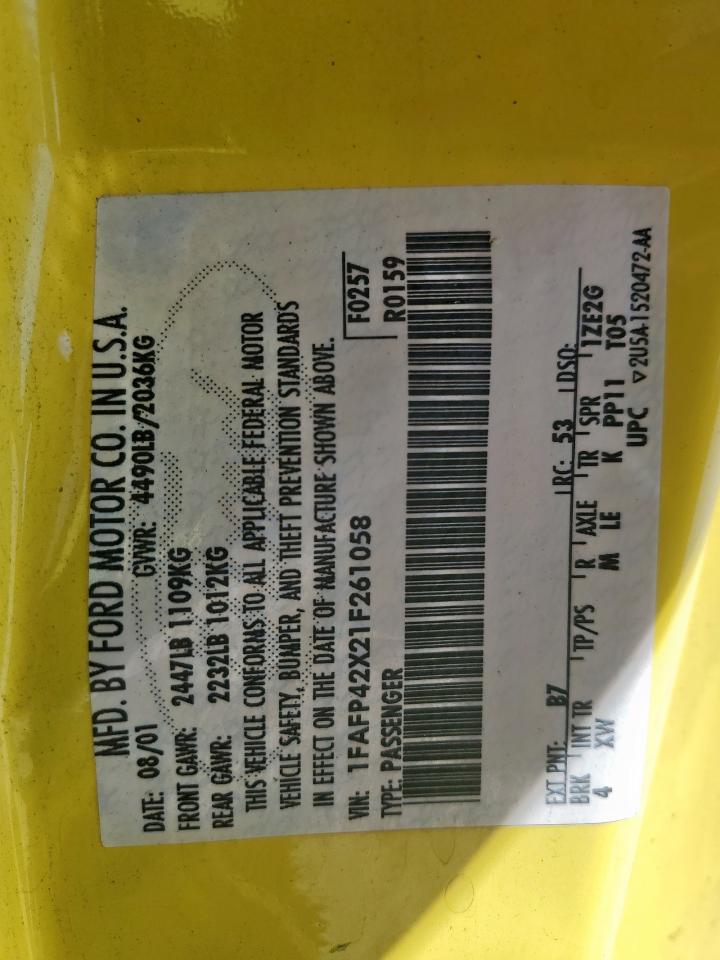 MFD. BY FORD MOTOR CO. IN U.S.A.
DATE: 08/01 GVWR: 4490LB/2036KG
FRONT GAWR: 2447LB 1109KG
REAR GAWR: 2232LB 1012KG
THIS VEHICLE CONFORMS TO ALL APPLICABLE FEDERAL MOTOR
VEHICLE SAFETY, BUMPER, AND THEFT PREVENTION STANDARDS
IN EFFECT ON THE DATE OF MANUFACTURE SHOWN ABOVE.
VIN: 1FAFP42X21F261058 F0257
TYPE: PASSENGER R0159
EXT PNT: B7 RC: 53 DSO:
BRK INT TR TP/PS R AXLE TR SPR 1ZE2G
4 XW M LE K PP11 T05
UPC ▽2U5A-1520472-AA